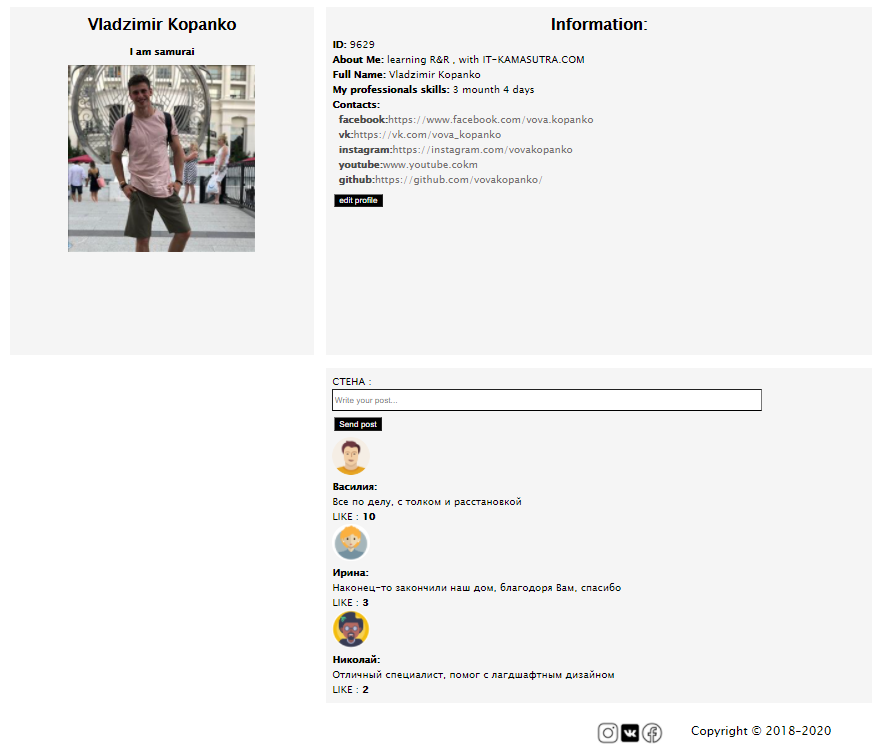 Vladzimir Kopanko
I am samurai
Information:
ID: 9629
About Me: learning R&R , with IT-KAMASUTRA.COM
Full Name: Vladzimir Kopanko
My professionals skills: 3 mounth 4 days
Contacts:
facebook:https://www.facebook.com/vova.kopanko
vk:https://vk.com/vova_kopanko
instagram:https://instagram.com/vovakopanko
youtube:www.youtube.cokm
github:https://github.com/vovakopanko/
edit profile
СТЕНА :
Write your post...
Send post
Василия:
Все по делу, с толком и расстановкой
LIKE : 10
Ирина:
Наконец-то закончили наш дом, благодоря Вам, спасибо
LIKE : 3
Николай:
Отличный специалист, помог с лагдшафтным дизайном
LIKE : 2
Copyright © 2018-2020